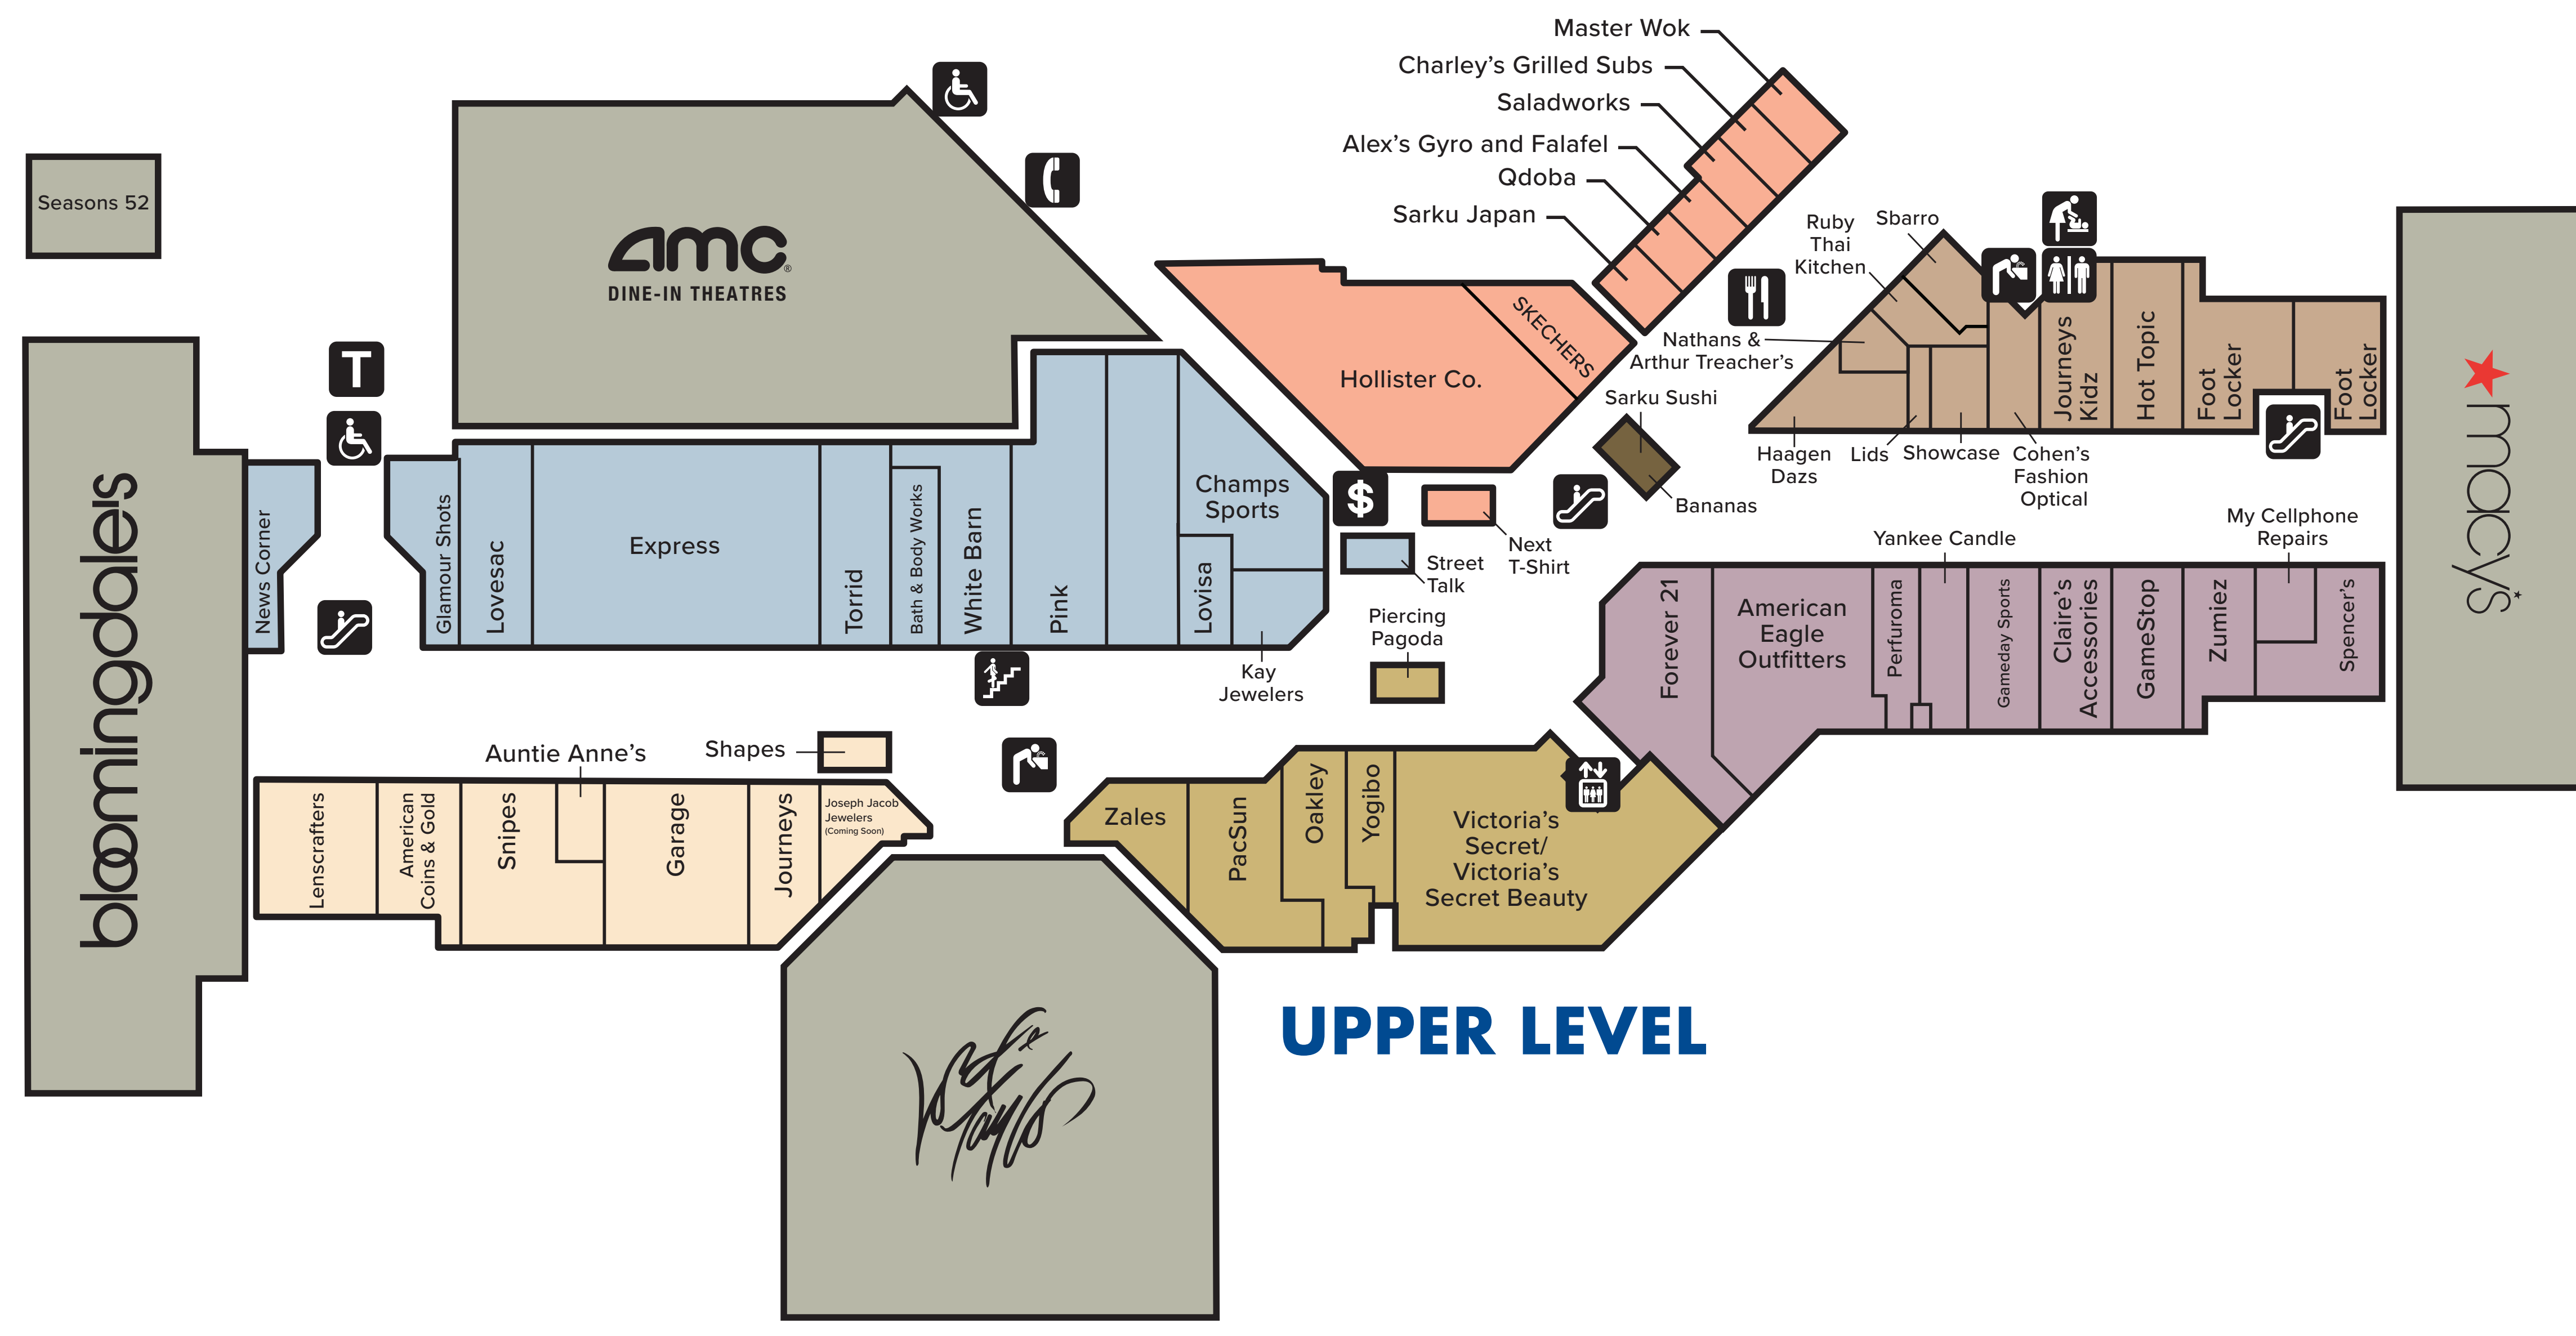 Master Wok
Charley's Grilled Subs
Saladworks
Alex's Gyro and Falafel
Qdoba
Sarku Japan
Seasons 52
amc®
DINE-IN THEATRES
Ruby
Thai
Kitchen
Sbarro
SKECHERS
Hollister Co.
Nathans &
Arthur Treacher's
Sarku Sushi
Bananas
Haagen
Dazs
Lids
Showcase
Cohen's
Fashion
Optical
Journeys
Kidz
Hot Topic
Foot
Locker
Foot
Locker
macy's
T
bloomingdales
News Corner
Glamour Shots
Lovesac
Express
Torrid
Bath & Body Works
White Barn
Pink
Champs
Sports
Lovisa
Kay
Jewelers
$
Next
T-Shirt
Street
Talk
Piercing
Pagoda
Forever 21
American
Eagle
Outfitters
Perfuroma
Yankee Candle
Gameday Sports
Claire's
Accessories
GameStop
Zumiez
My Cellphone
Repairs
Spencer's
Auntie Anne's
Shapes
Lenscrafters
American
Coins & Gold
Snipes
Garage
Journeys
Joseph Jacob
Jewelers
(Coming Soon)
Zales
PacSun
Oakley
Yogibo
Victoria's
Secret/
Victoria's
Secret Beauty
Lord & Taylor
UPPER LEVEL